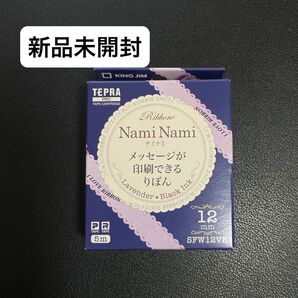 新品未開封
KING JIM
TEPRA
PRO
TAPE CARTRIDGE
I LOVE RIBBON
Ribbon
Nami Nami
ナミナミ
メッセージが
印刷できる
りぼん
Lavender • Black Ink
I LOVE RIBBON
5m
12
mm
SFW12VK